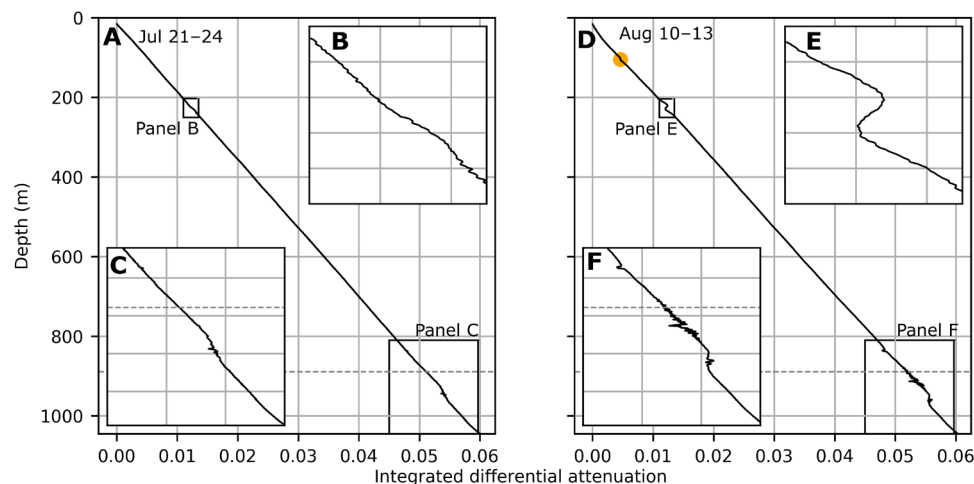 A
Jul 21–24
B
Panel B
C
Panel C
0
200
400
600
800
1000
Depth (m)
0.00 0.01 0.02 0.03 0.04 0.05 0.06
D
Aug 10–13
E
Panel E
F
Panel F
0.00 0.01 0.02 0.03 0.04 0.05 0.06
Integrated differential attenuation